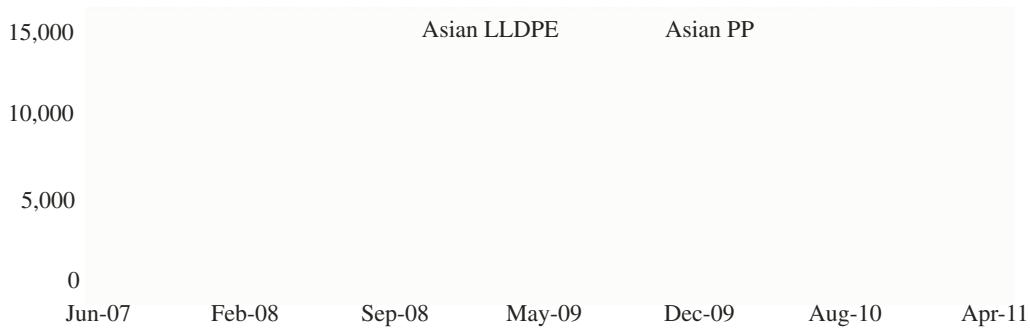 15,000 Asian LLDPE Asian PP
10,000
5,000
0
Jun-07 Feb-08 Sep-08 May-09 Dec-09 Aug-10 Apr-11